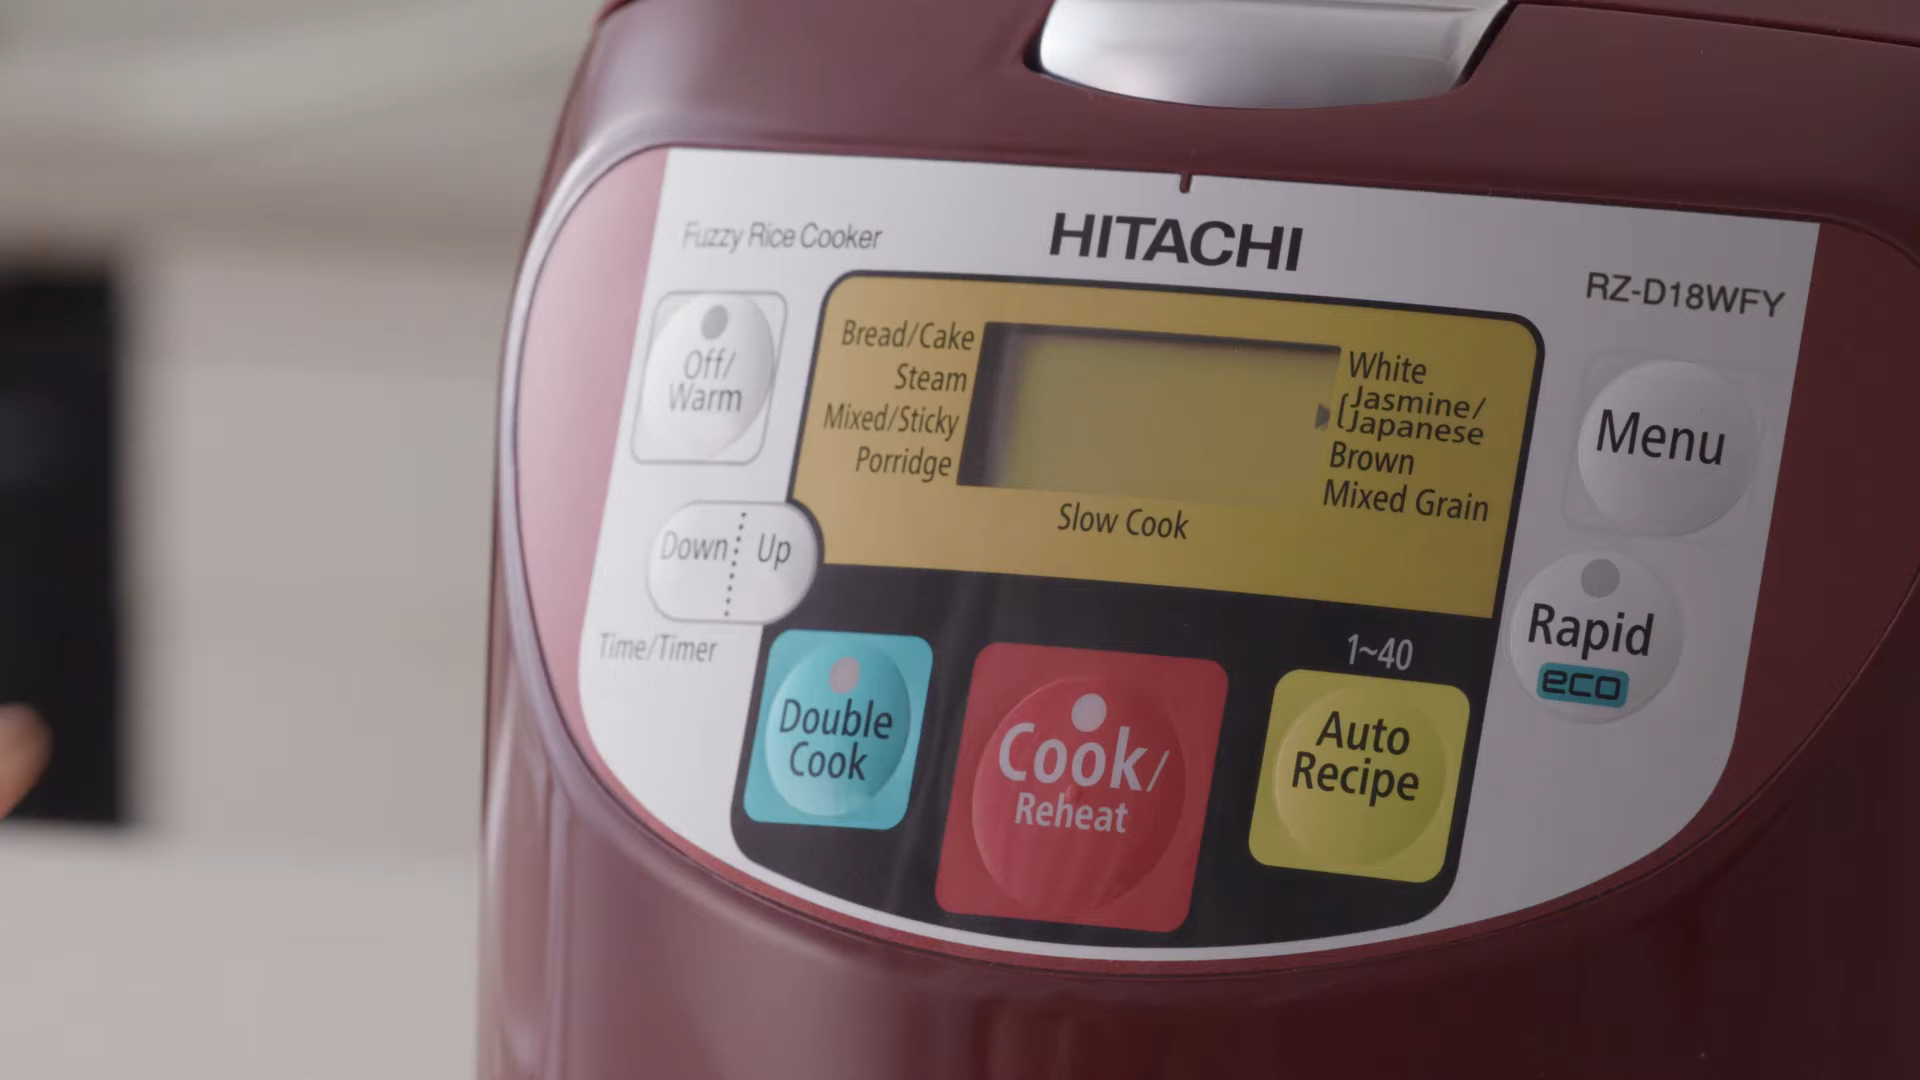 Fuzzy Rice Cooker
HITACHI
RZ-D18WFY
Off/
Warm
Bread/Cake
Steam
Mixed/Sticky
Porridge
White
(Jasmine/
Japanese
Brown
Mixed Grain
Slow Cook
Menu
Down
Up
Time/Timer
Rapid
eco
Double
Cook
Cook/
Reheat
1~40
Auto
Recipe